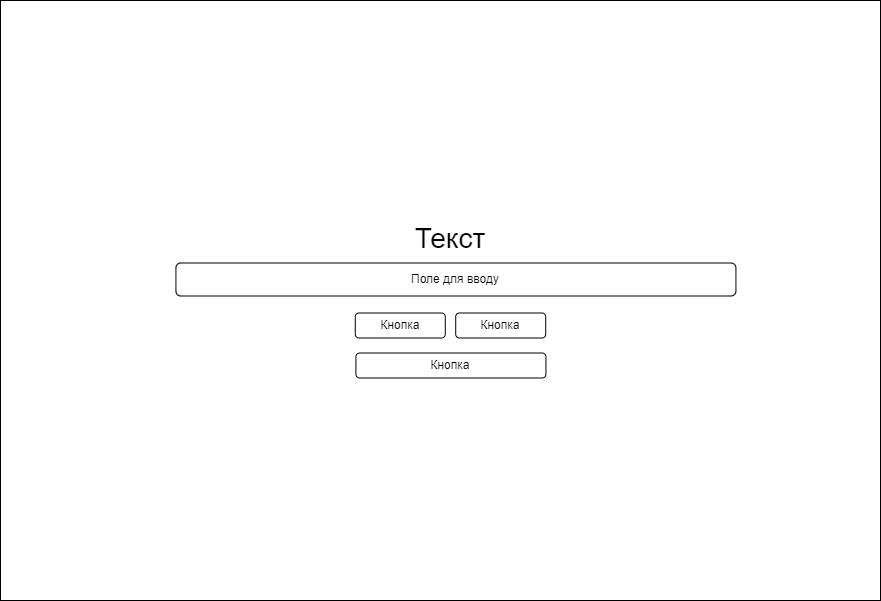 Текст
Поле для вводу
Кнопка Кнопка
Кнопка